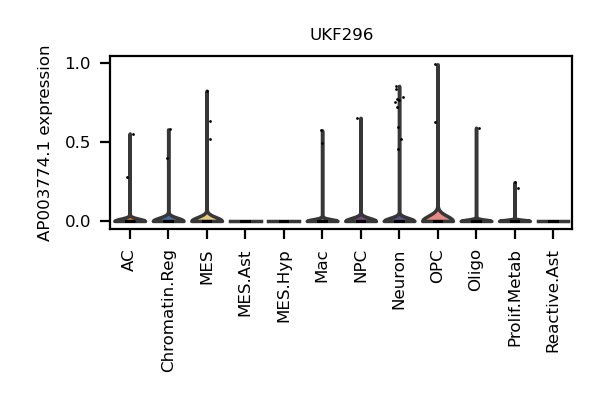 UKF296
AP003774.1 expression
1.0
0.5
0.0
AC
Chromatin.Reg
MES
MES.Ast
MES.Hyp
Mac
NPC
Neuron
OPC
Oligo
Prolif.Metab
Reactive.Ast